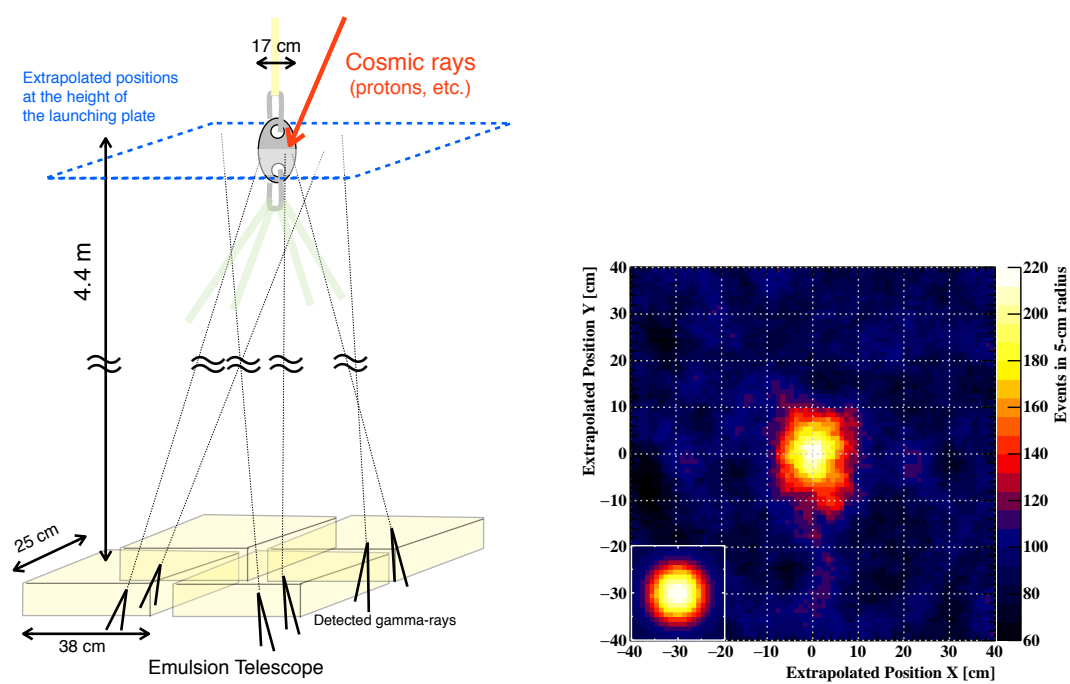 17 cm
Cosmic rays
(protons, etc.)
Extrapolated positions
at the height of
the launching plate
4.4 m
25 cm
38 cm
Detected gamma-rays
Emulsion Telescope
Extrapolated Position Y [cm]
40
30
20
10
0
−10
−20
−30
−40
−40 −30 −20 −10 0 10 20 30 40
Extrapolated Position X [cm]
220
200
180
160
140
120
100
80
60
Events in 5-cm radius